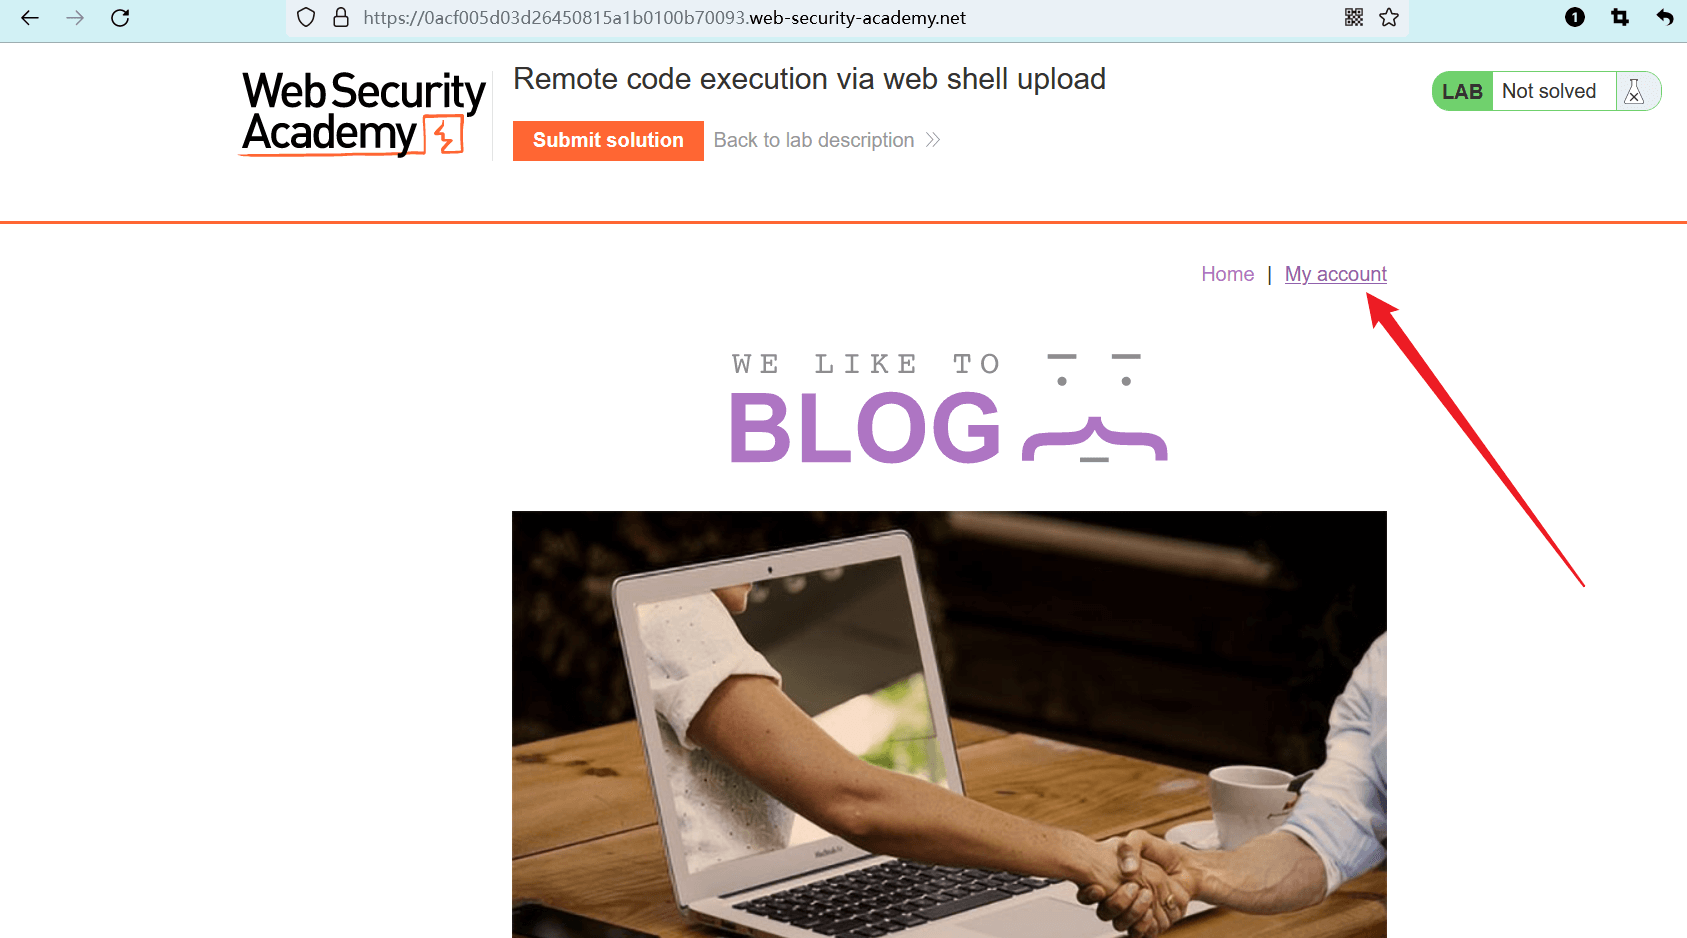 https://0acf005d03d26450815a1b0100b70093.web-security-academy.net
1
Web Security
Academy
Remote code execution via web shell upload
Submit solution
Back to lab description
LAB
Not solved
Home | My account
WE LIKE TO
BLOG